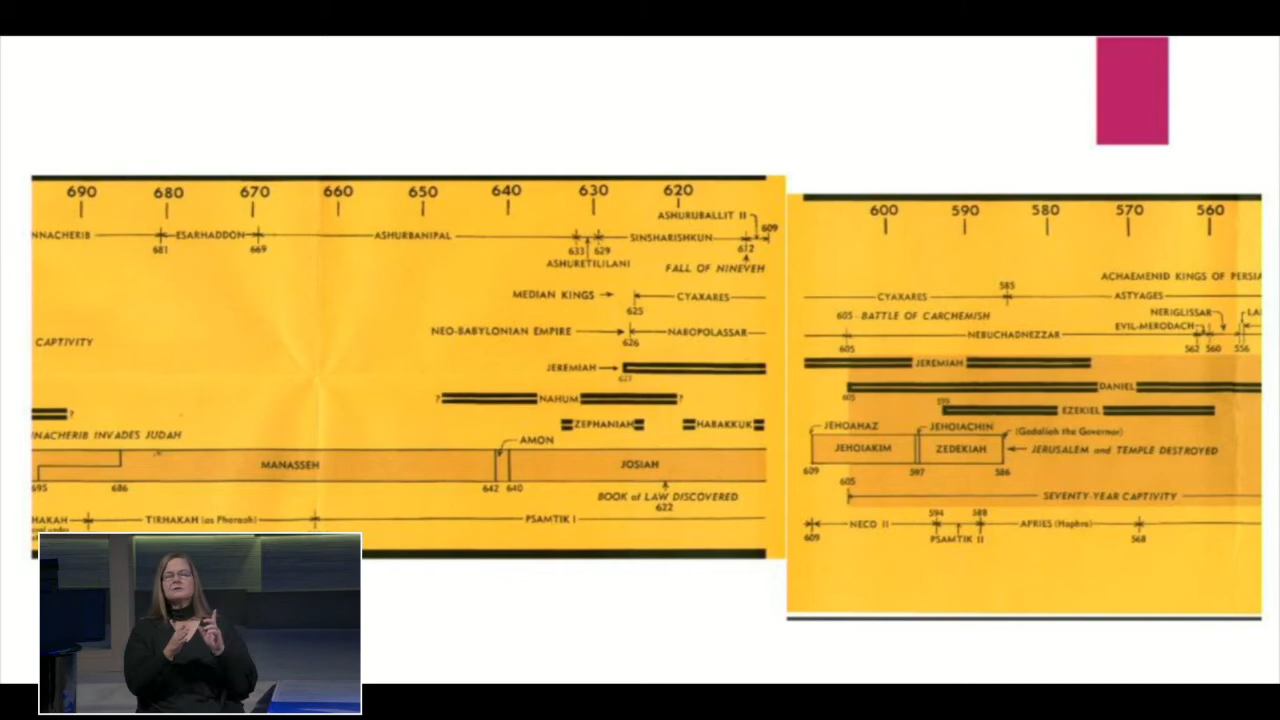 690 680 670 660 650 640 630 620
ASHURUBALLIT II
609
NNACHERIB ESARHADDON ASHURBANIPAL SINSHARISHKUN
681 669 633 629 612
ASHURETILILANI
FALL OF NINEVEH
MEDIAN KINGS CYAXARES
625
NEO-BABYLONIAN EMPIRE NABOPOLASSAR
626
CAPTIVITY
JEREMIAH
627
? NAHUM ?
?
ZEPHANIAH HABAKKUK
NACHERIB INVADES JUDAH
AMON
MANASSEH JOSIAH
695 686 642 640
BOOK of LAW DISCOVERED
622
HAKAH TIRHAKAH (as Pharaoh) PSAMTIK I
600 590 580 570 560
ACHAEMENID KINGS OF PERSIA
585
CYAXARES ASTYAGES
605 - BATTLE OF CARCHEMISH
NERIGLISSAR LA
EVIL-MERODACH
NEBUCHADNEZZAR
605 562 560 556
JEREMIAH
DANIEL
605 593
EZEKIEL
JEHOAHAZ JEHOIACHIN (Gedaliah the Governor)
JEHOIAKIM ZEDEKIAH JERUSALEM and TEMPLE DESTROYED
609 597 586
605
SEVENTY-YEAR CAPTIVITY
594 588
NECO II APRIES (Hophra)
609 PSAMTIK II 568